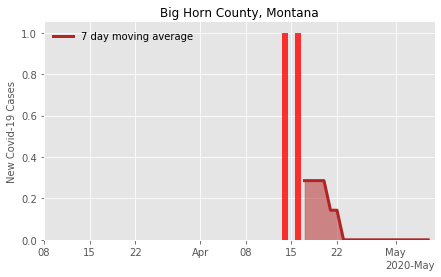 Big Horn County, Montana
7 day moving average
New Covid-19 Cases
1.0
0.8
0.6
0.4
0.2
0.0
08 15 22 Apr 08 15 22 May
2020-May